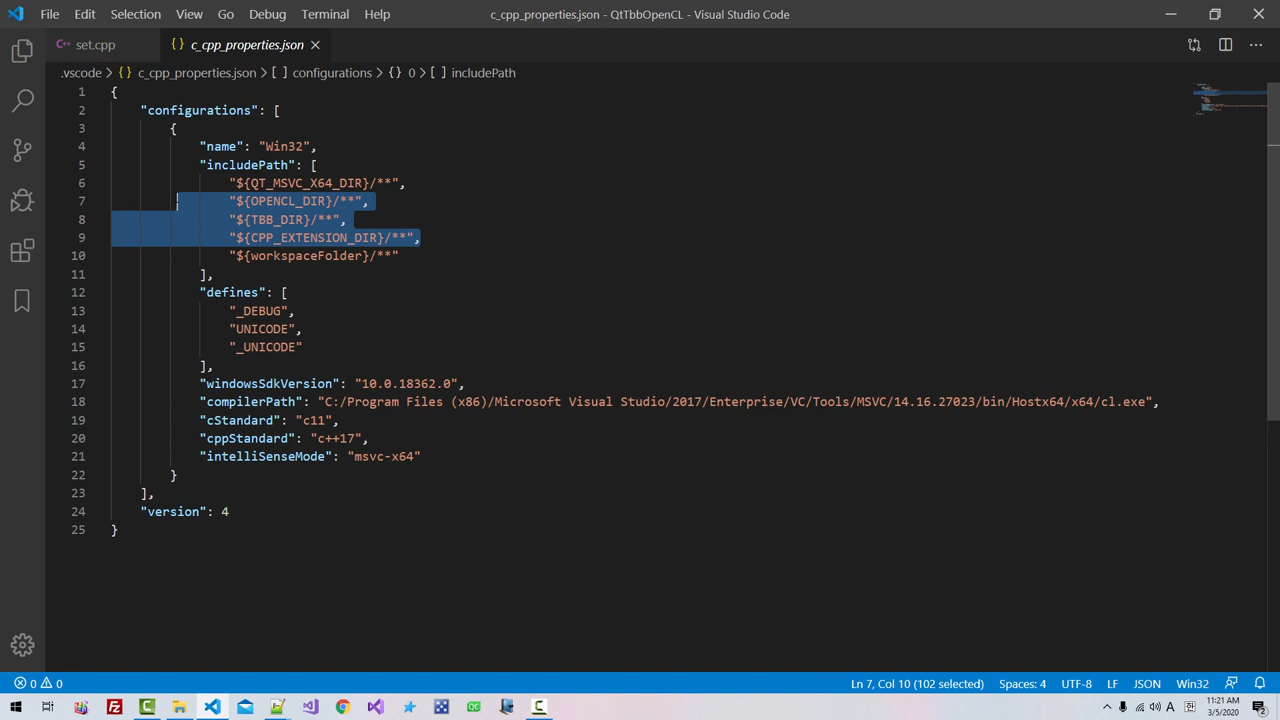 File Edit Selection View Go Debug Terminal Help c_cpp_properties.json - QtTbbOpenCL - Visual Studio Code
set.cpp {} c_cpp_properties.json
.vscode > {} c_cpp_properties.json > [ ] configurations > {} 0 > [ ] includePath
1 {
2 "configurations": [
3 {
4 "name": "Win32",
5 "includePath": [
6 "${QT_MSVC_X64_DIR}/**",
7 "${OPENCL_DIR}/**",
8 "${TBB_DIR}/**",
9 "${CPP_EXTENSION_DIR}/**",
10 "${workspaceFolder}/**"
11 ],
12 "defines": [
13 "_DEBUG",
14 "UNICODE",
15 "_UNICODE"
16 ],
17 "windowsSdkVersion": "10.0.18362.0",
18 "compilerPath": "C:/Program Files (x86)/Microsoft Visual Studio/2017/Enterprise/VC/Tools/MSVC/14.16.27023/bin/Hostx64/x64/cl.exe",
19 "cStandard": "c11",
20 "cppStandard": "c++17",
21 "intelliSenseMode": "msvc-x64"
22 }
23 ],
24 "version": 4
25 }
0 0 Ln 7, Col 10 (102 selected) Spaces: 4 UTF-8 LF JSON Win32
A 11:21 AM
3/5/2020